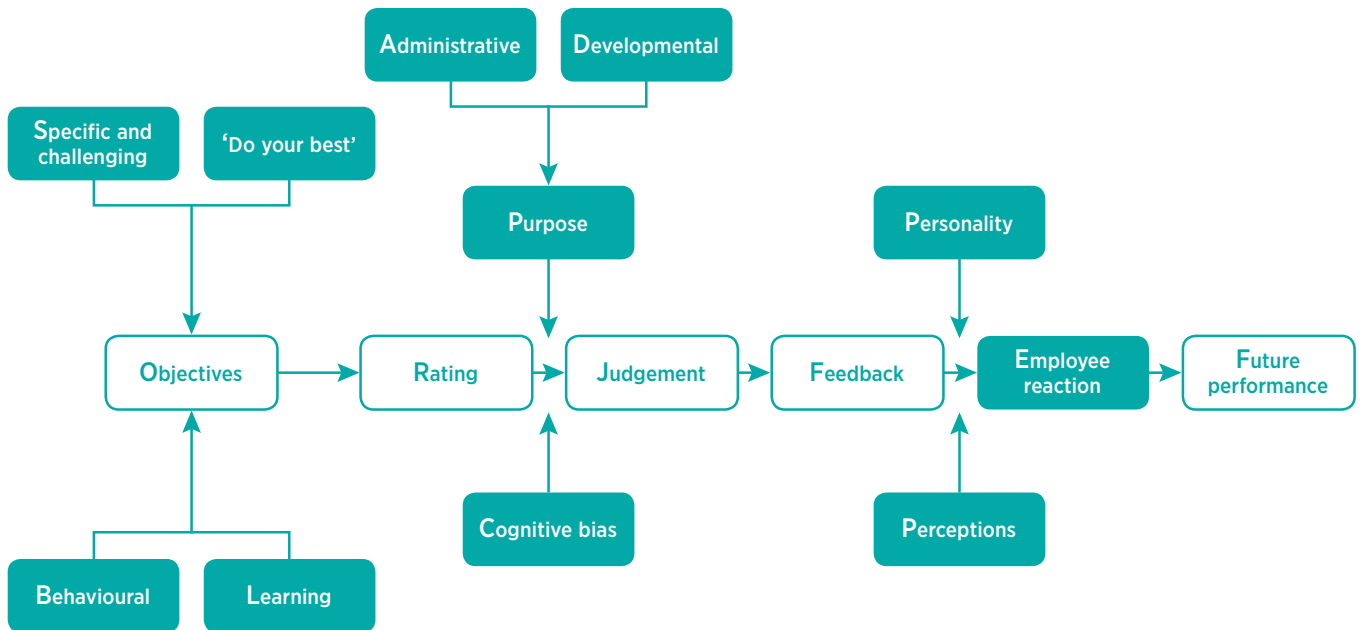 Administrative
Developmental
Specific and
challenging
‘Do your best’
Purpose
Personality
Objectives
Rating
Judgement
Feedback
Employee
reaction
Future
performance
Cognitive bias
Perceptions
Behavioural
Learning